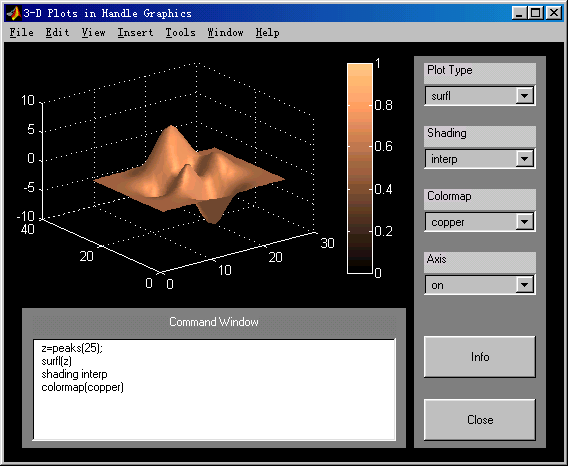 3-D Plots in Handle Graphics
File Edit View Insert Tools Window Help
10
5
0
-5
-10
40
20
0
0
10
20
30
1
0.8
0.6
0.4
0.2
0
Plot Type
surfl
Shading
interp
Colormap
copper
Axis
on
Info
Close
Command Window
z=peaks(25);
surfl(z)
shading interp
colormap(copper)